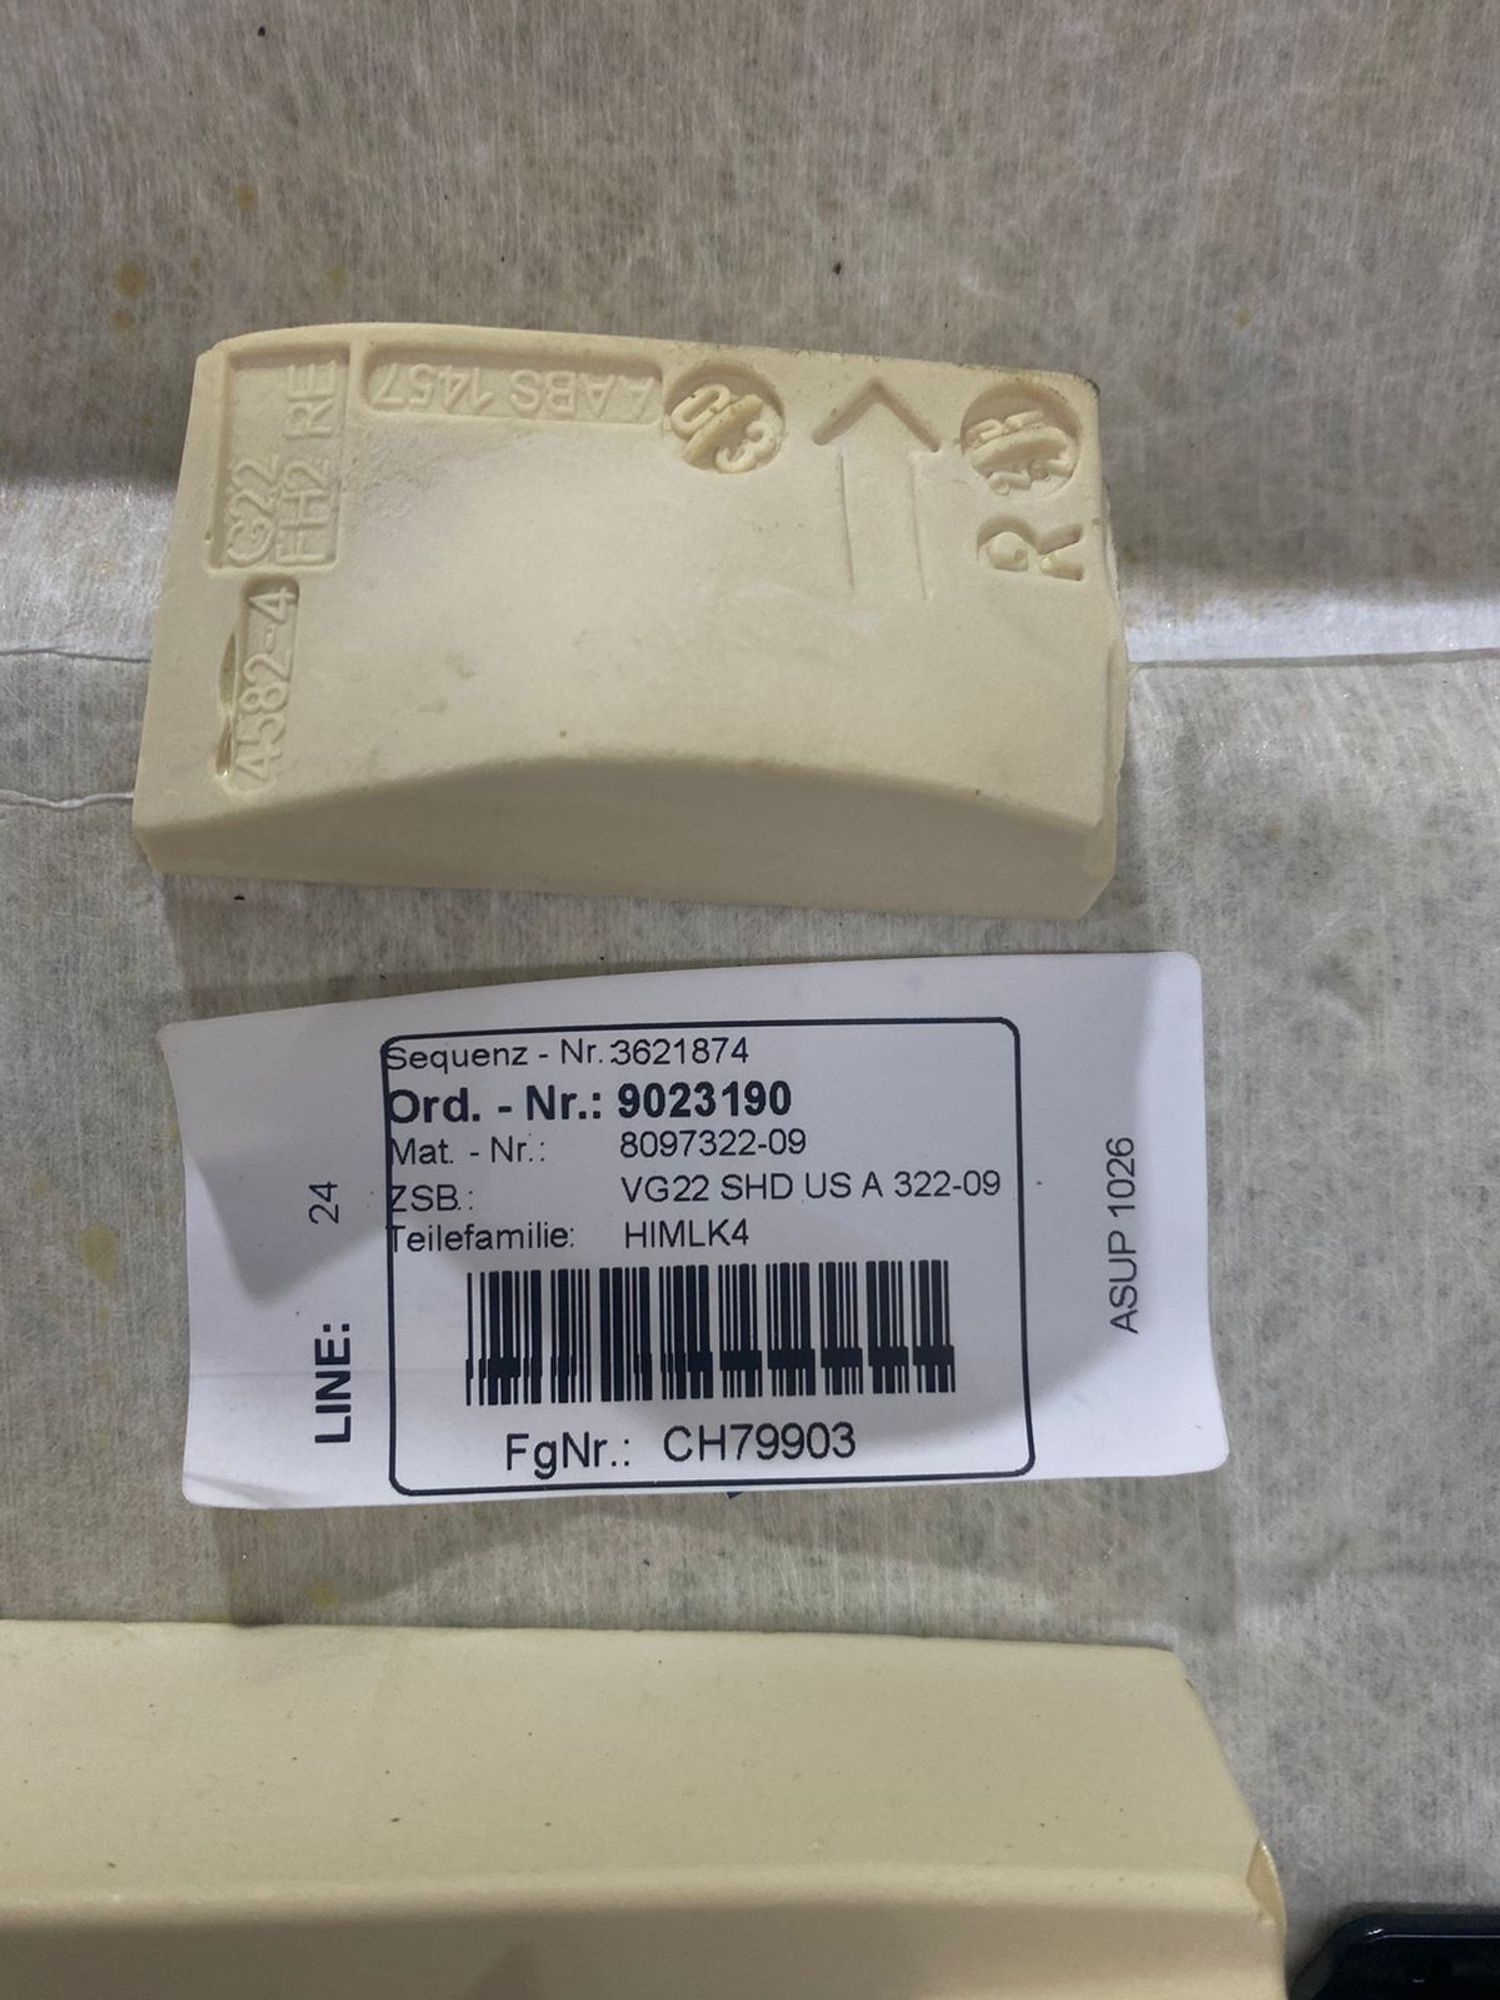 G22
FH2 RE
AABS 1457
4582-4
R
Sequenz - Nr.:3621874
Ord. - Nr.: 9023190
Mat. - Nr.: 8097322-09
ZSB.: VG22 SHD US A 322-09
Teilefamilie: HIMLK4
FgNr.: CH79903
LINE: 24
ASUP 1026